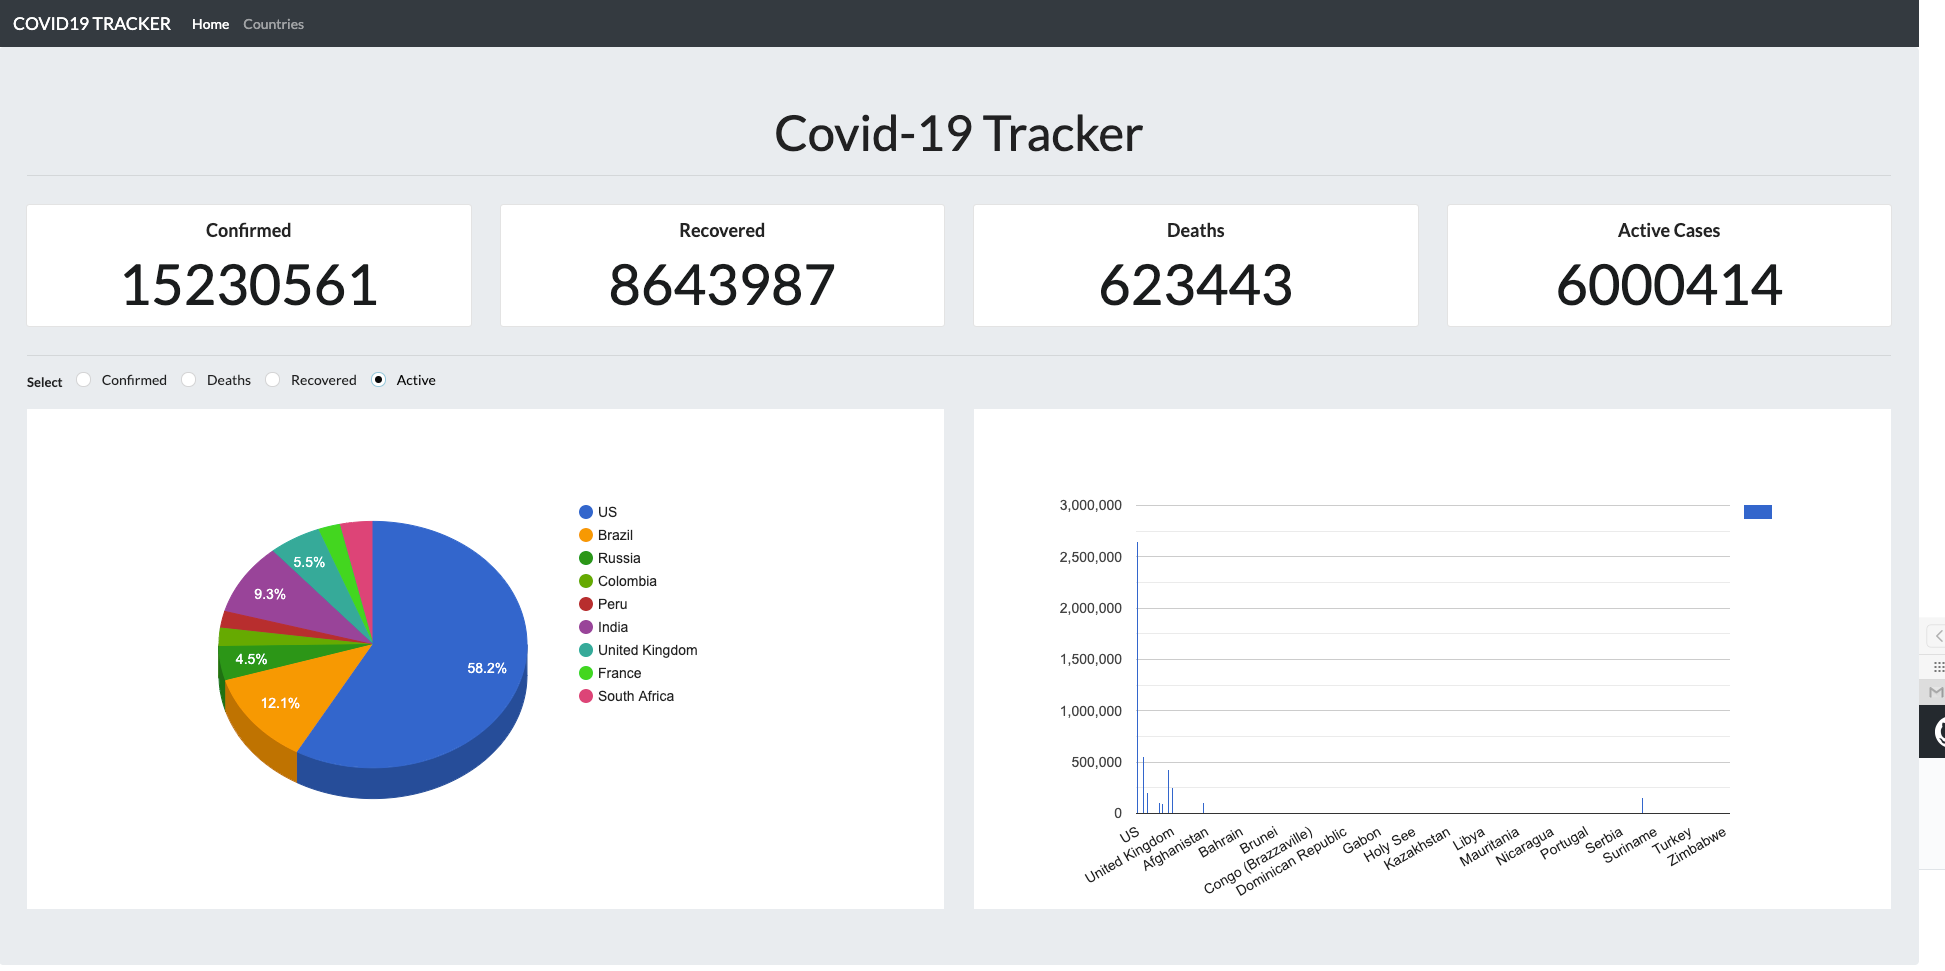 COVID19 TRACKER Home Countries
Covid-19 Tracker
Confirmed
15230561
Recovered
8643987
Deaths
623443
Active Cases
6000414
Select Confirmed Deaths Recovered Active
5.5%
9.3%
4.5%
12.1%
58.2%
US
Brazil
Russia
Colombia
Peru
India
United Kingdom
France
South Africa
3,000,000
2,500,000
2,000,000
1,500,000
1,000,000
500,000
0
US
United Kingdom
Afghanistan
Bahrain
Brunei
Congo (Brazzaville)
Dominican Republic
Gabon
Holy See
Kazakhstan
Libya
Mauritania
Nicaragua
Portugal
Serbia
Suriname
Turkey
Zimbabwe
M